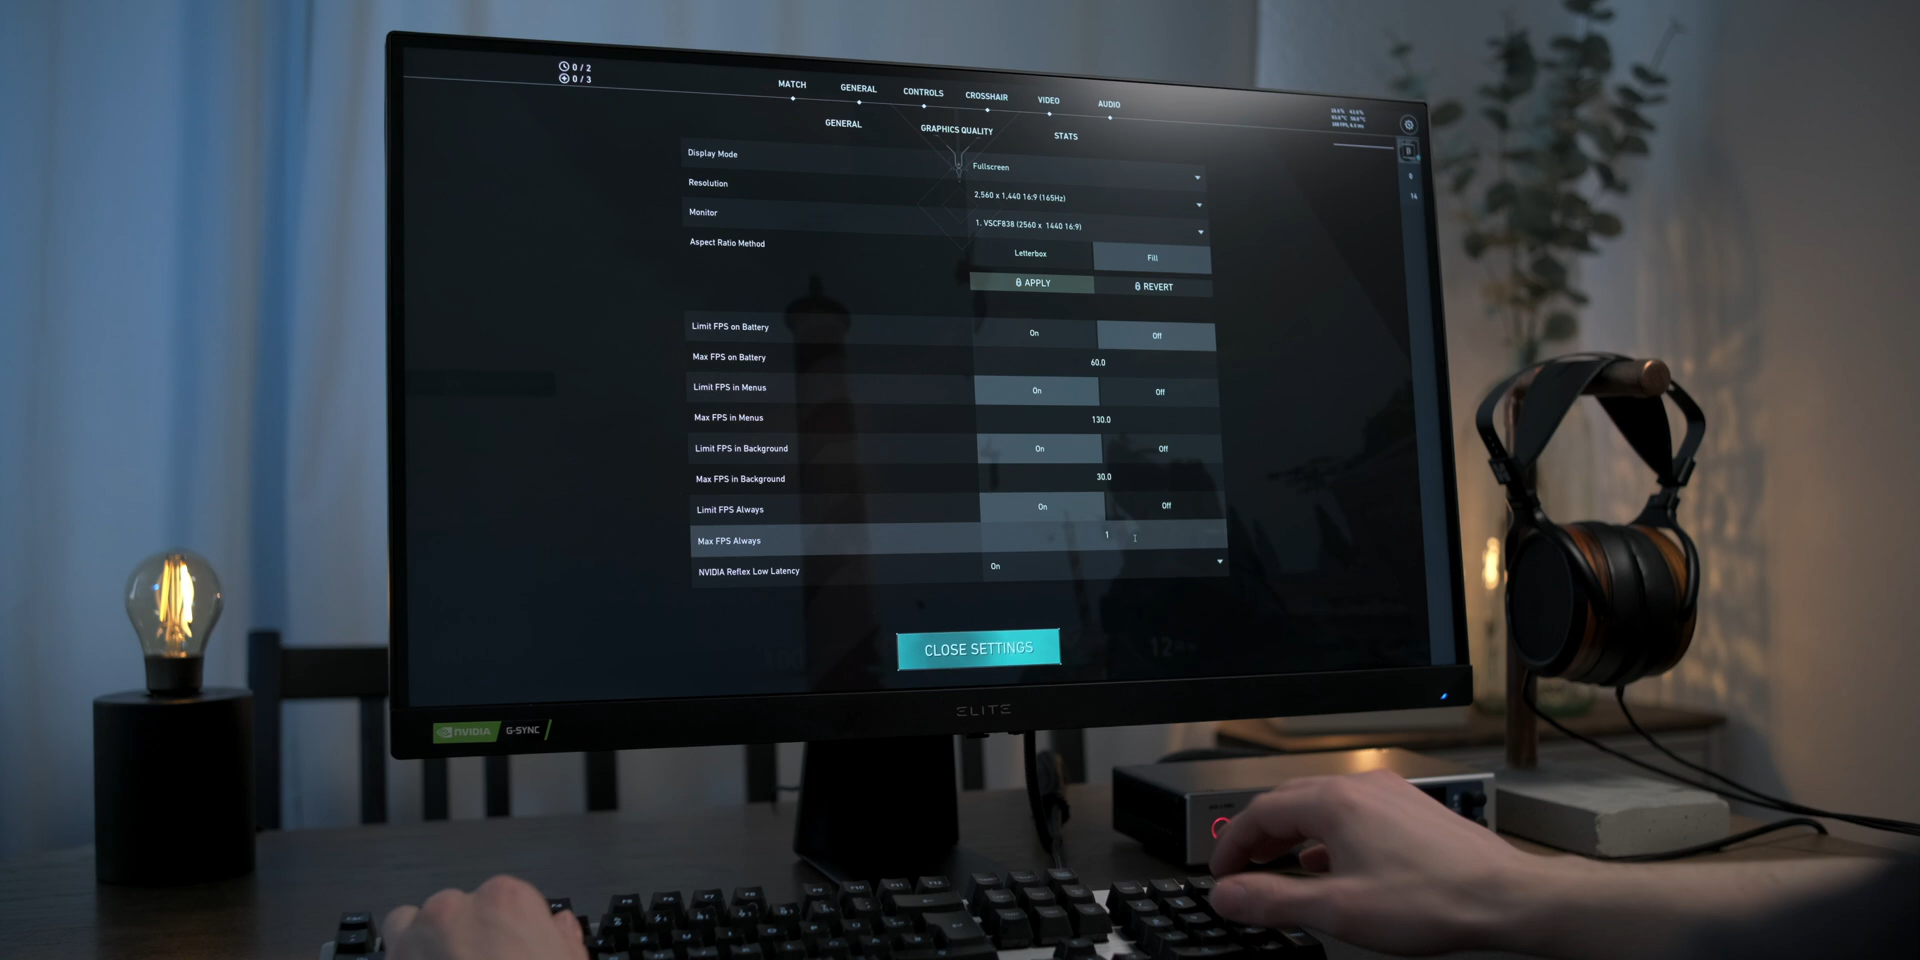 0 / 2
0 / 3
MATCH GENERAL CONTROLS CROSSHAIR VIDEO AUDIO
GENERAL GRAPHICS QUALITY STATS
Display Mode Fullscreen
Resolution 2,560 x 1,440 16:9 (165Hz)
Monitor 1. VSCF838 (2560 x 1440 16:9)
Aspect Ratio Method Letterbox Fill
APPLY REVERT
Limit FPS on Battery On Off
Max FPS on Battery 60.0
Limit FPS in Menus On Off
Max FPS in Menus 130.0
Limit FPS in Background On Off
Max FPS in Background 30.0
Limit FPS Always On Off
Max FPS Always 1
NVIDIA Reflex Low Latency On
CLOSE SETTINGS
14
100
12
ELITE
NVIDIA G-SYNC